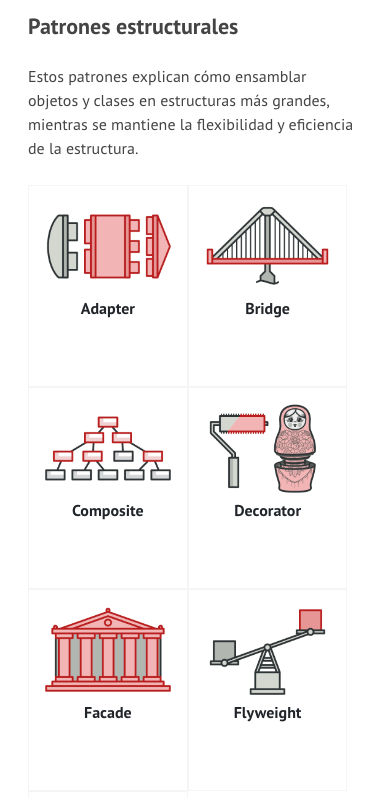 Patrones estructurales
Estos patrones explican cómo ensamblar
objetos y clases en estructuras más grandes,
mientras se mantiene la flexibilidad y eficiencia
de la estructura.
Adapter
Bridge
Composite
Decorator
Facade
Flyweight